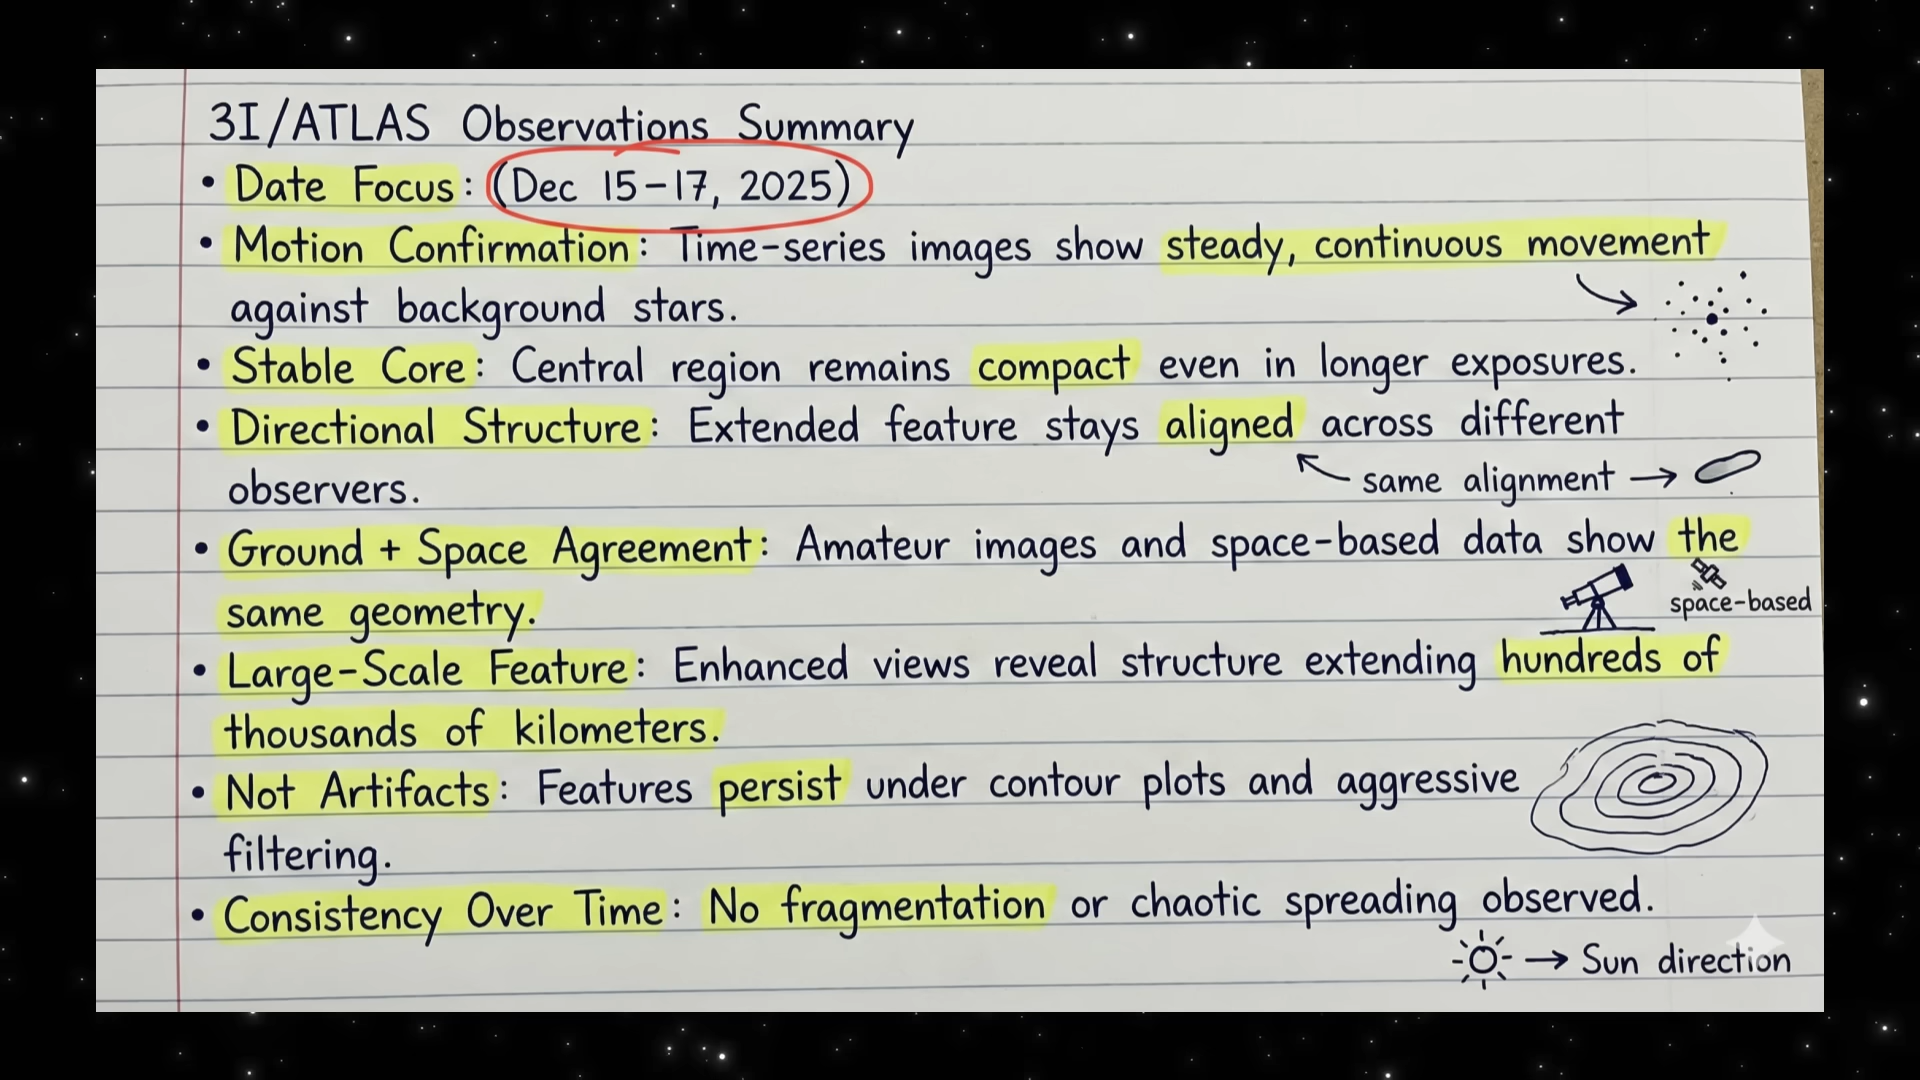 3I/ATLAS Observations Summary
• Date Focus: (Dec 15-17, 2025)
• Motion Confirmation: Time-series images show steady, continuous movement
against background stars.
• Stable Core: Central region remains compact even in longer exposures.
• Directional Structure: Extended feature stays aligned across different
observers.
same alignment →
• Ground + Space Agreement: Amateur images and space-based data show the
same geometry.
space-based
• Large-Scale Feature: Enhanced views reveal structure extending hundreds of
thousands of kilometers.
• Not Artifacts: Features persist under contour plots and aggressive
filtering.
• Consistency Over Time: No fragmentation or chaotic spreading observed.
→ Sun direction